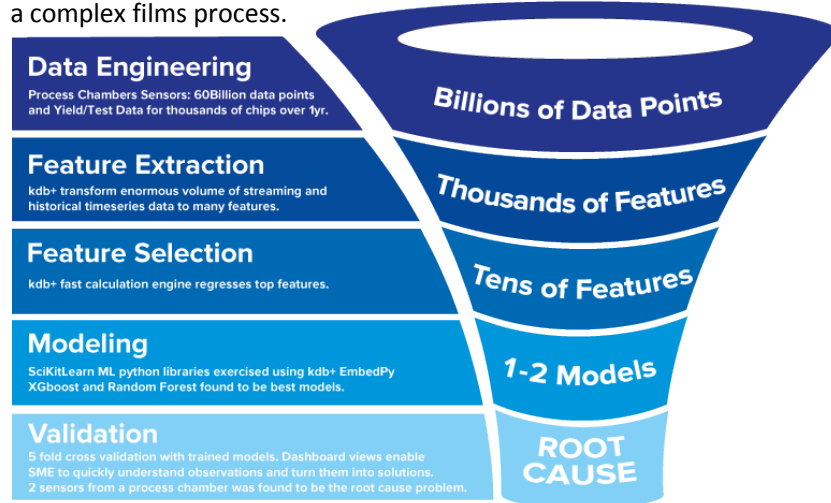 a complex films process.
Data Engineering
Process Chambers Sensors: 60Billion data points
and Yield/Test Data for thousands of chips over 1yr.
Billions of Data Points
Feature Extraction
kdb+ transform enormous volume of streaming and
historical timeseries data to many features.
Thousands of Features
Feature Selection
kdb+ fast calculation engine regresses top features.
Tens of Features
Modeling
SciKitLearn ML python libraries exercised using kdb+ EmbedPy
XGboost and Random Forest found to be best models.
1-2 Models
Validation
5 fold cross validation with trained models. Dashboard views enable
SME to quickly understand observations and turn them into solutions.
2 sensors from a process chamber was found to be the root cause problem.
ROOT
CAUSE